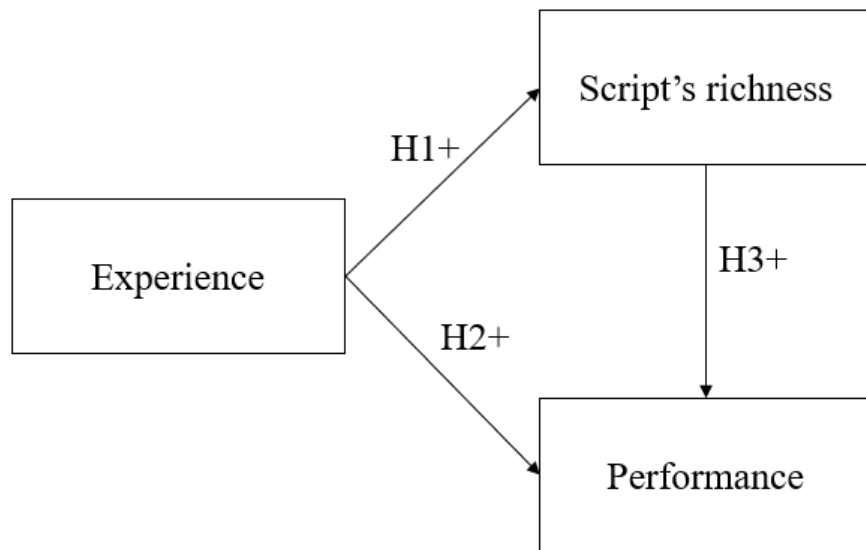 Script’s richness
H1+
Experience
H3+
H2+
Performance